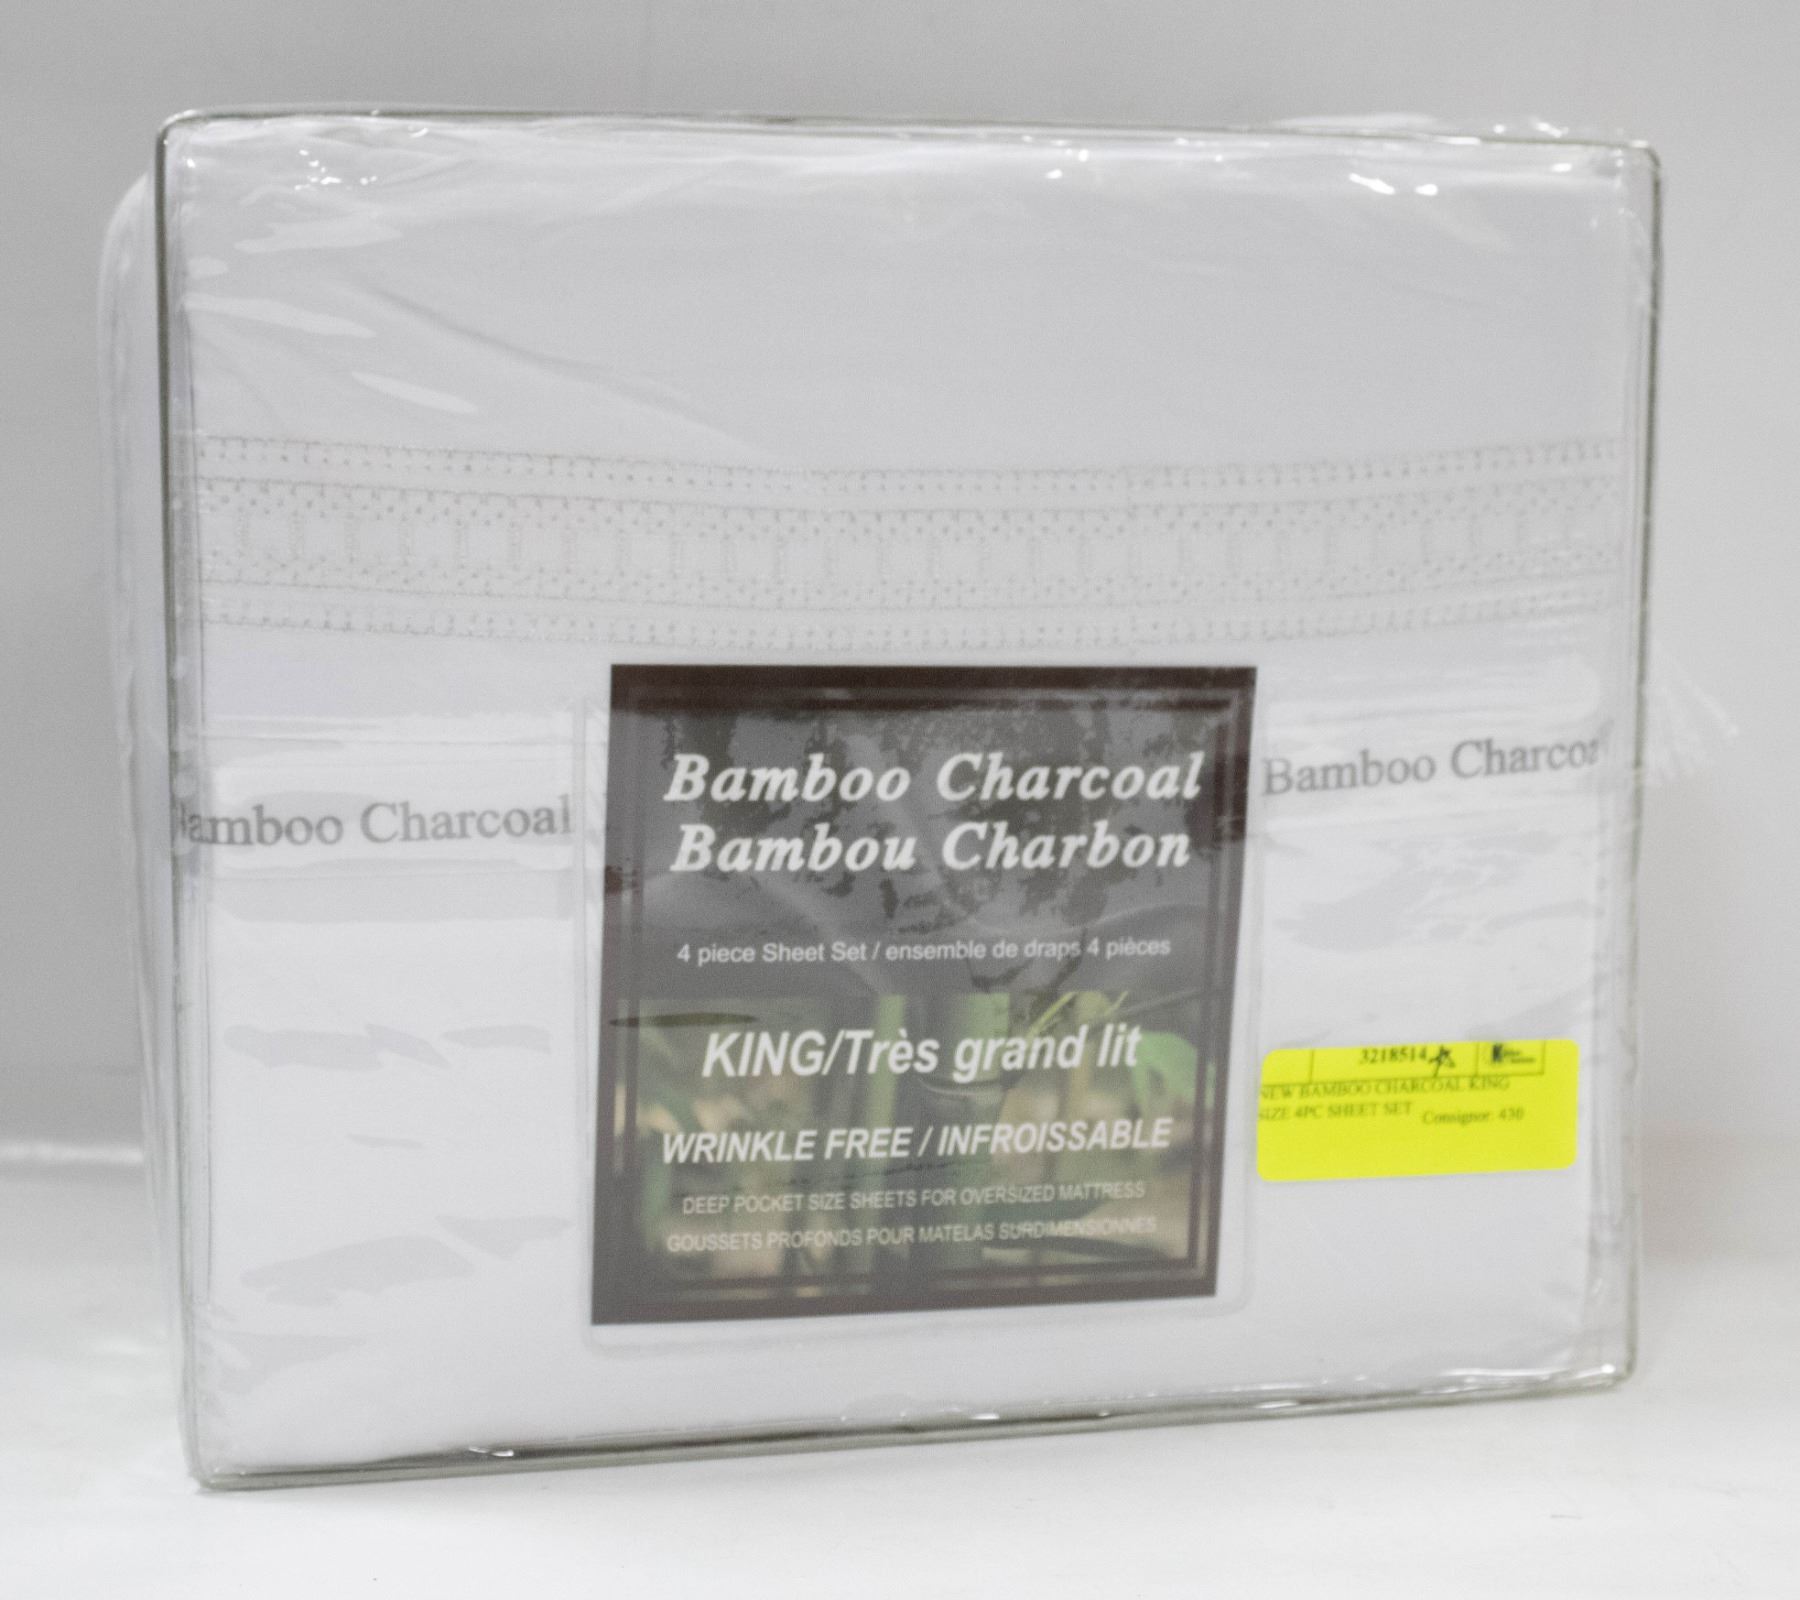 Bamboo Charcoal
Bambou Charbon
4 piece Sheet Set / ensemble de draps 4 pièces
KING/Très grand lit
WRINKLE FREE / INFROISSABLE
DEEP POCKET SIZE SHEETS FOR OVERSIZED MATTRESS
GOUSSETS PROFONDS POUR MATELAS SURDIMENSIONNES
amboo Charcoal
Bamboo Charcoa
3218514
NEW BAMBOO CHARCOAL KING
SIZE 4PC SHEET SET
Consignor: 430